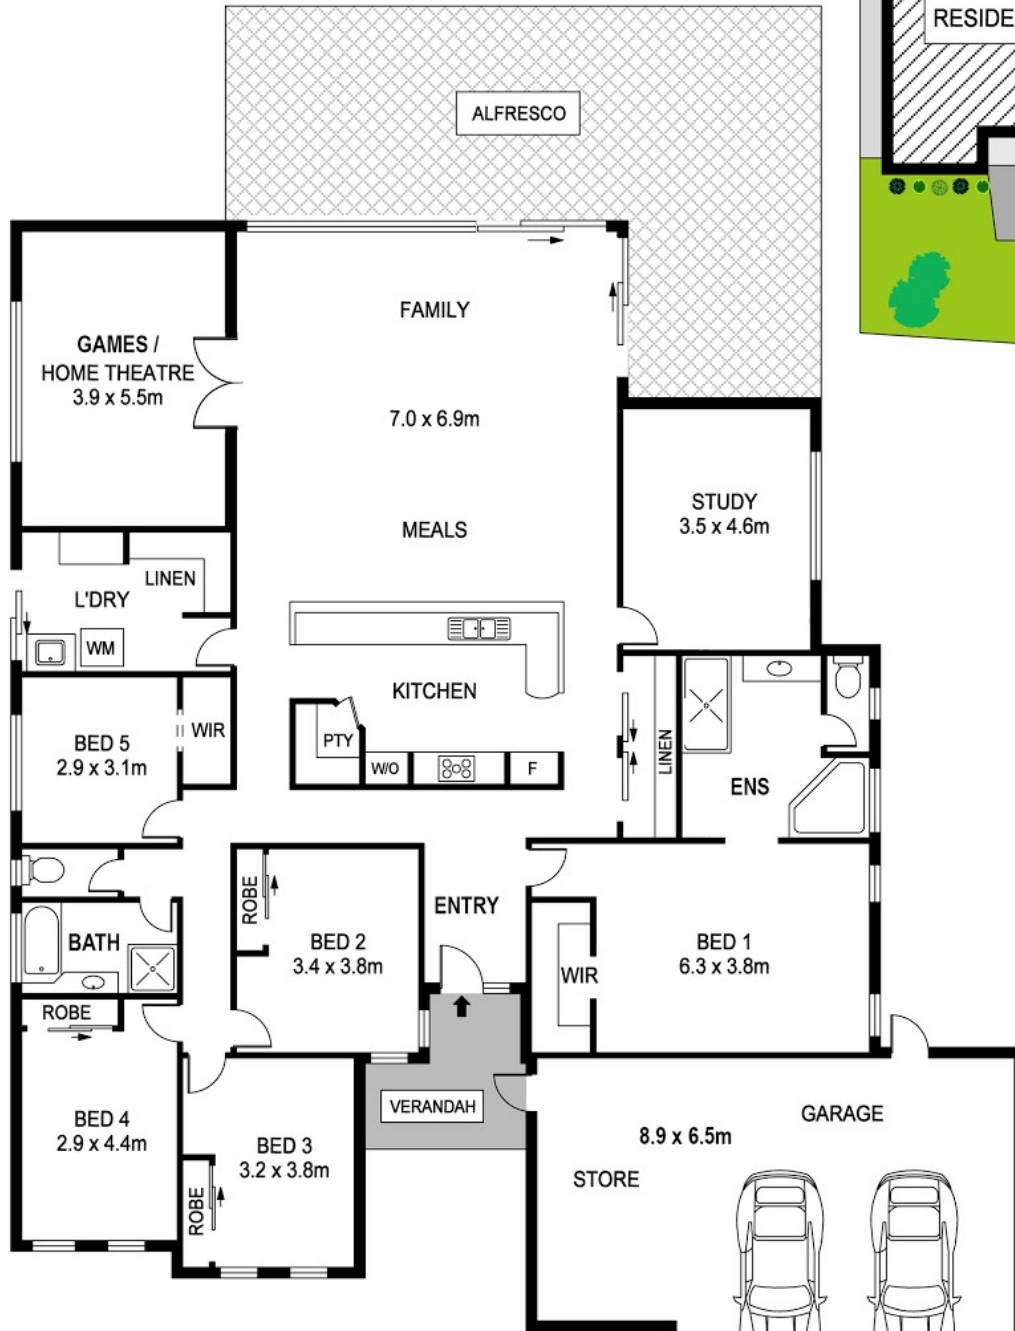 RESIDE
ALFRESCO
FAMILY
GAMES /
HOME THEATRE
3.9 x 5.5m
7.0 x 6.9m
STUDY
3.5 x 4.6m
MEALS
LINEN
L'DRY
WM
KITCHEN
WIR
BED 5
2.9 x 3.1m
PTY
W/O
F
LINEN
ENS
ROBE
ENTRY
BATH
BED 2
3.4 x 3.8m
BED 1
6.3 x 3.8m
WIR
ROBE
VERANDAH
BED 4
2.9 x 4.4m
BED 3
3.2 x 3.8m
ROBE
GARAGE
8.9 x 6.5m
STORE